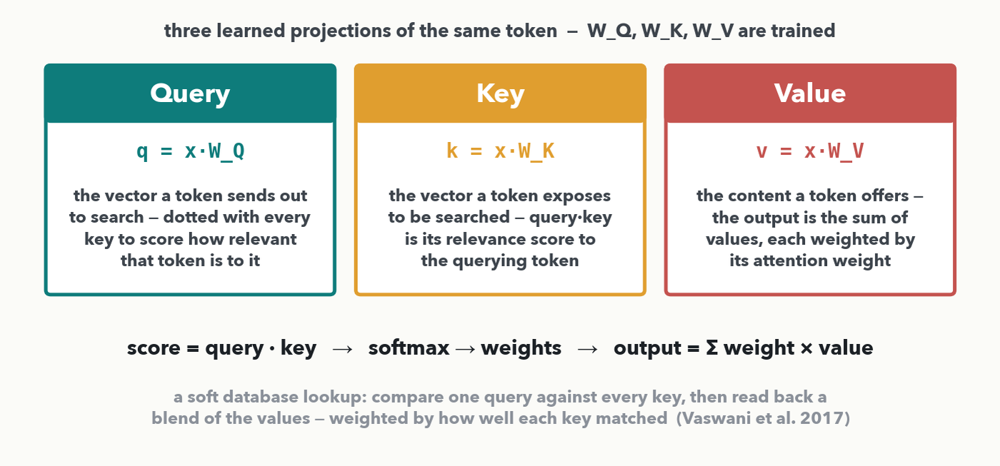 three learned projections of the same token – W_Q, W_K, W_V are trained
Query
q = x·W_Q
the vector a token sends out
to search – dotted with every
key to score how relevant
that token is to it
Key
k = x·W_K
the vector a token exposes
to be searched – query·key
is its relevance score to
the querying token
Value
v = x·W_V
the content a token offers –
the output is the sum of
values, each weighted by
its attention weight
score = query · key → softmax → weights → output = Σ weight × value
a soft database lookup: compare one query against every key, then read back a
blend of the values – weighted by how well each key matched (Vaswani et al. 2017)